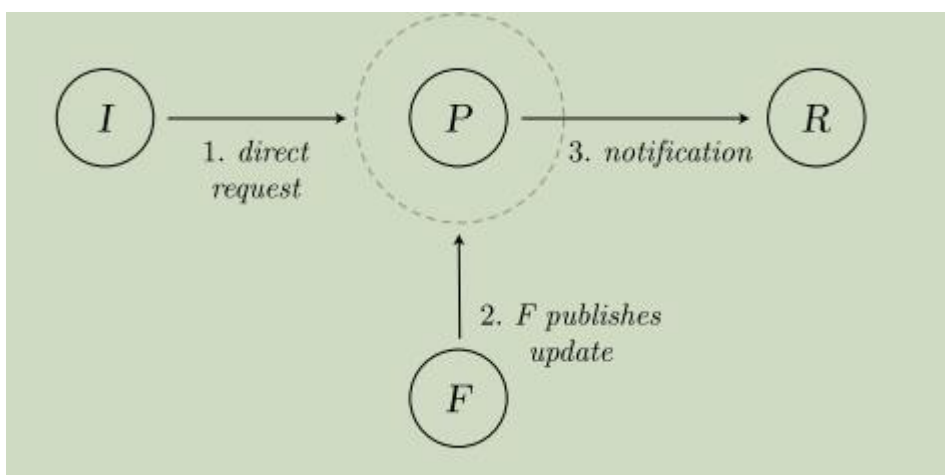 I
P
R
1. direct
request
3. notification
2. F publishes
update
F